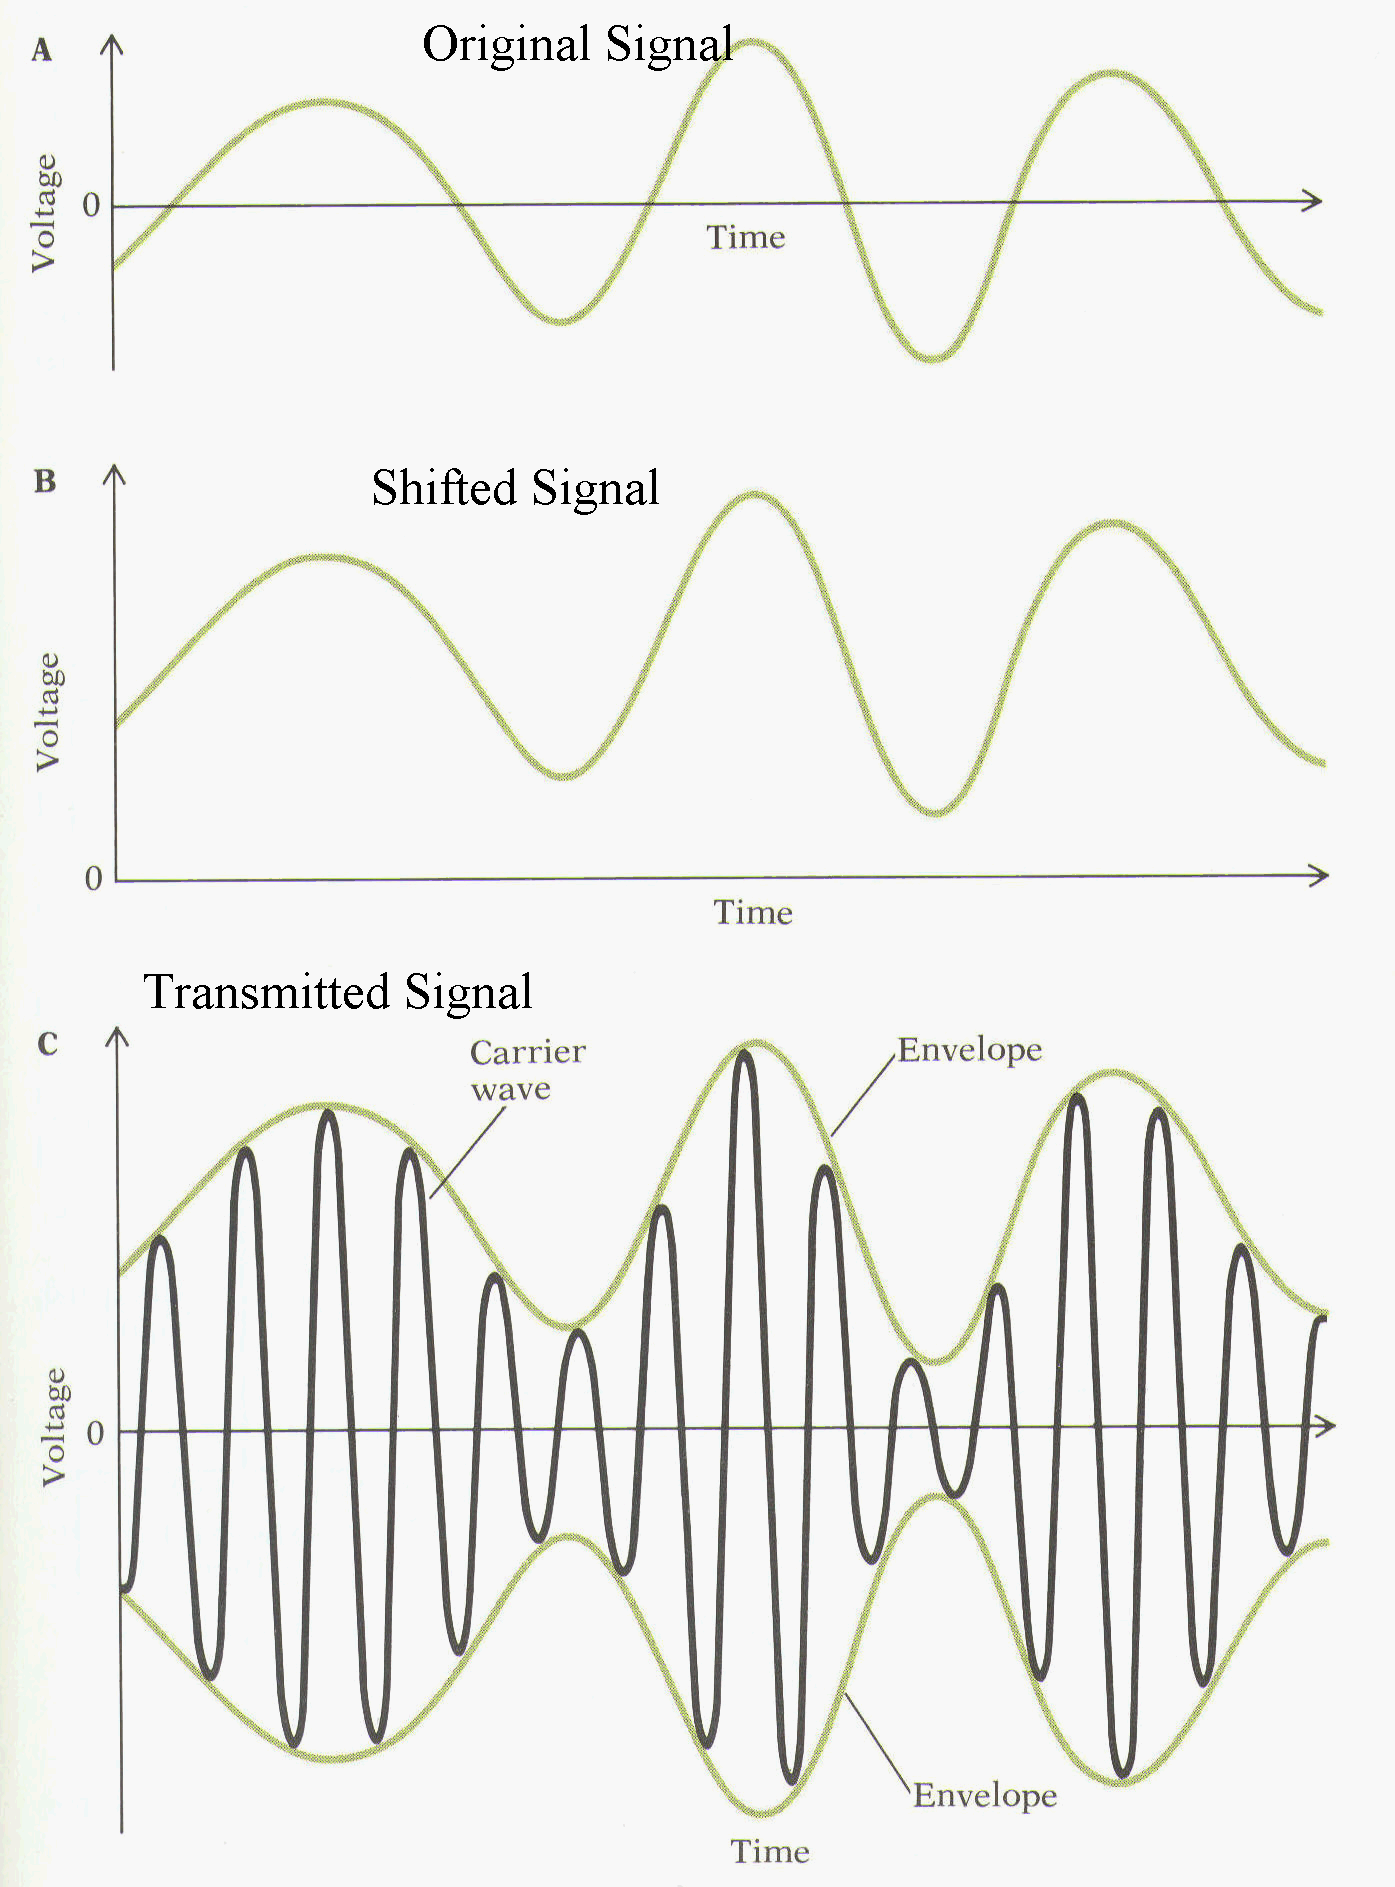 A
Original Signal
Voltage
0
Time
B
Shifted Signal
Voltage
0
Time
Transmitted Signal
C
Carrier
wave
Envelope
Voltage
0
Envelope
Time